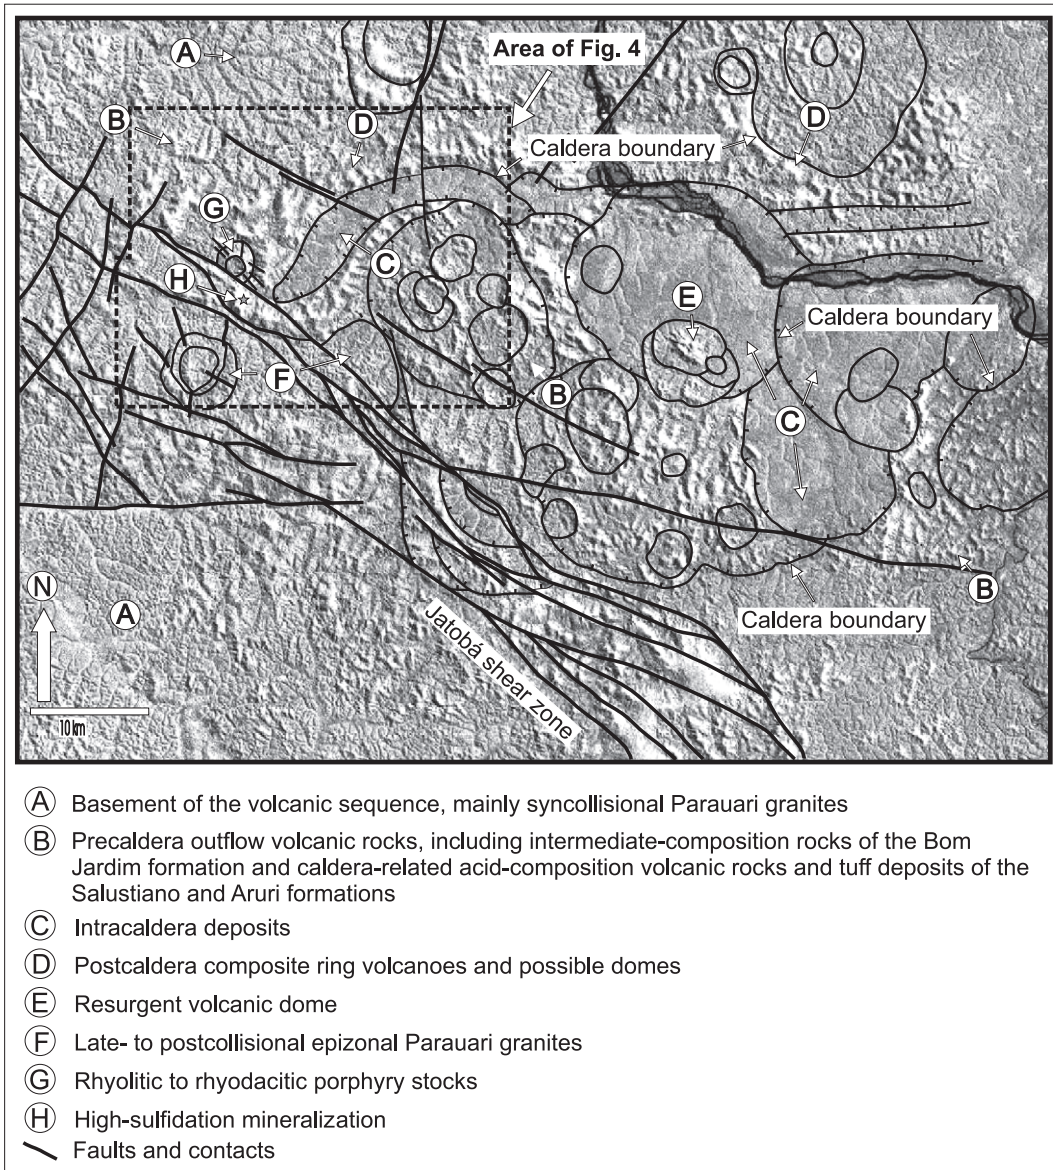 A
Area of Fig. 4
B
D
D
Caldera boundary
G
C
H
E
Caldera boundary
F
B
C
B
N
A
Caldera boundary
Jatobá shear zone
10 km
A Basement of the volcanic sequence, mainly syncollisional Parauari granites
B Precaldera outflow volcanic rocks, including intermediate-composition rocks of the Bom
Jardim formation and caldera-related acid-composition volcanic rocks and tuff deposits of the
Salustiano and Aruri formations
C Intracaldera deposits
D Postcaldera composite ring volcanoes and possible domes
E Resurgent volcanic dome
F Late- to postcollisional epizonal Parauari granites
G Rhyolitic to rhyodacitic porphyry stocks
H High-sulfidation mineralization
Faults and contacts